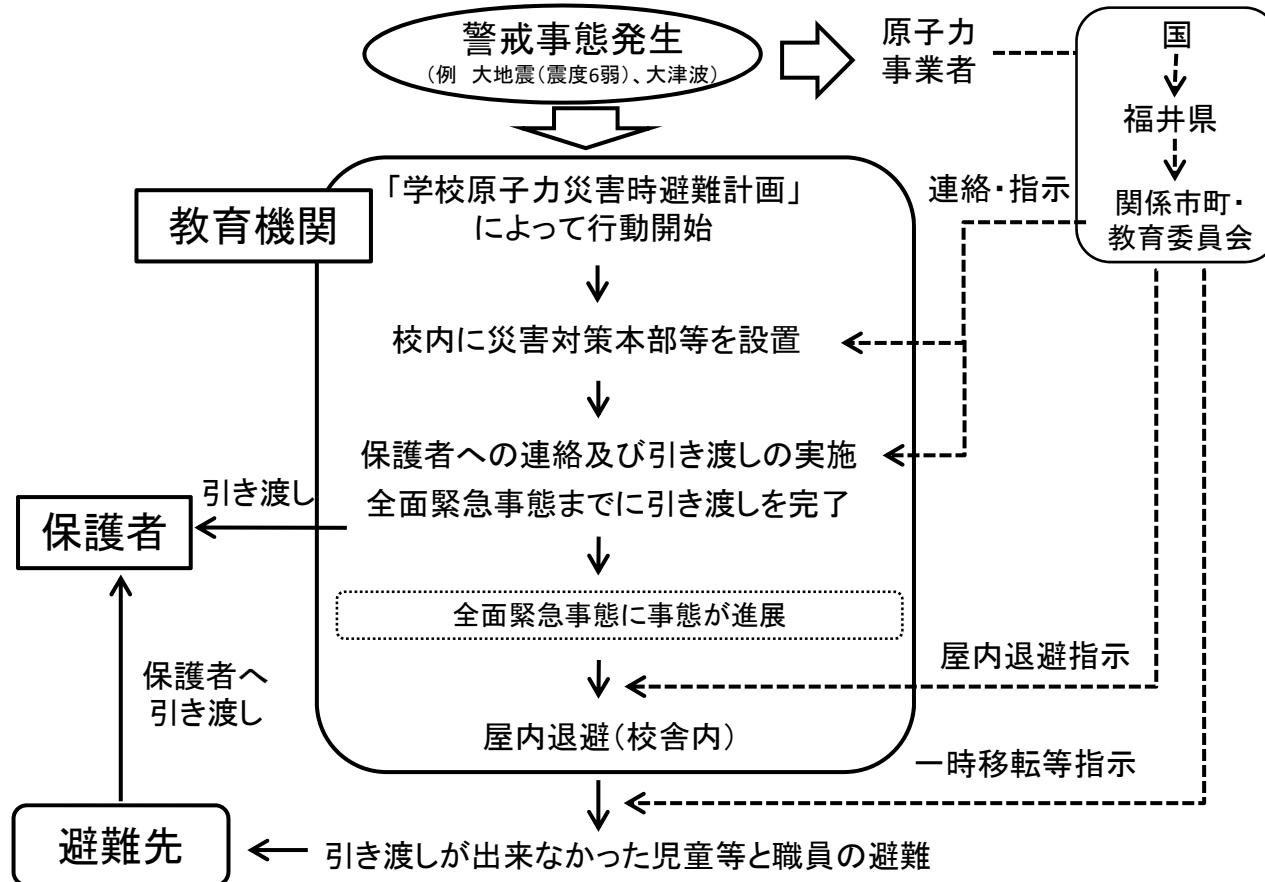 警戒事態発生
(例　大地震(震度6弱)、大津波)
原子力
事業者
国
福井県
関係市町・
教育委員会
連絡・指示
教育機関
「学校原子力災害時避難計画」
によって行動開始
校内に災害対策本部等を設置
保護者への連絡及び引き渡しの実施
全面緊急事態までに引き渡しを完了
引き渡し
保護者
全面緊急事態に事態が進展
屋内退避指示
保護者へ
引き渡し
屋内退避(校舎内)
一時移転等指示
避難先
引き渡しが出来なかった児童等と職員の避難